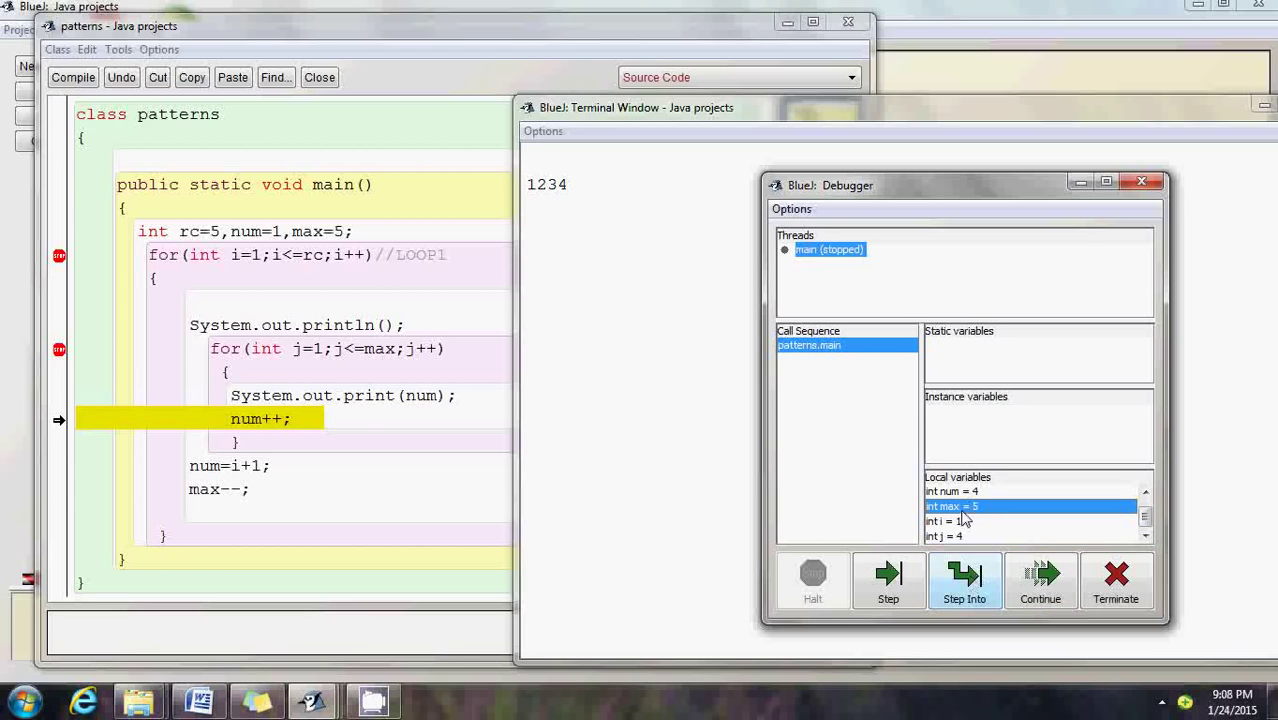 BlueJ: Java projects
patterns - Java projects
Class Edit Tools Options
Compile Undo Cut Copy Paste Find... Close
Source Code
class patterns
{
public static void main()
{
int rc=5,num=1,max=5;
for(int i=1;i<=rc;i++)//LOOP1
{
System.out.println();
for(int j=1;j<=max;j++)
{
System.out.print(num);
num++;
}
num=i+1;
max--;
}
}
}
BlueJ: Terminal Window - Java projects
Options
1234
BlueJ: Debugger
Options
Threads
main (stopped)
Call Sequence
patterns.main
Static variables
Instance variables
Local variables
int num = 4
int max = 5
int i = 1
int j = 4
Halt
Step
Step Into
Continue
Terminate
9:08 PM
1/24/2015